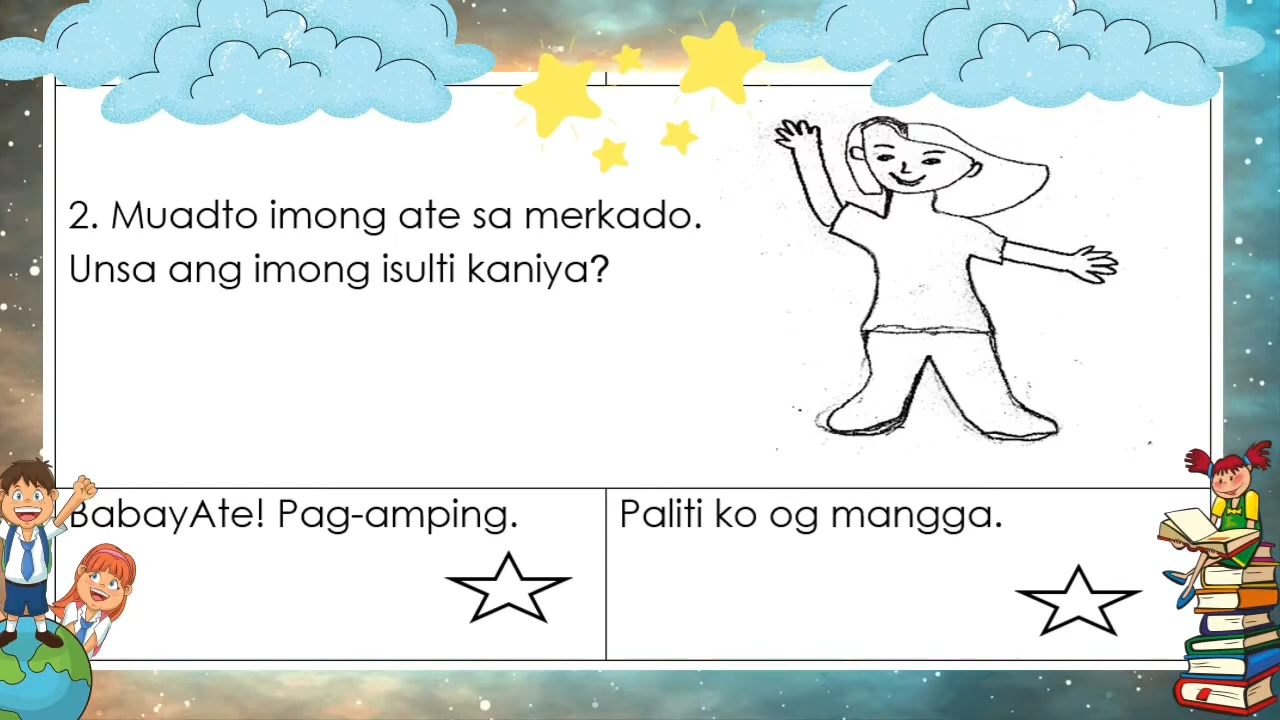 2. Muadto imong ate sa merkado.
Unsa ang imong isulti kaniya?
BabayAte! Pag-amping.
Paliti ko og mangga.